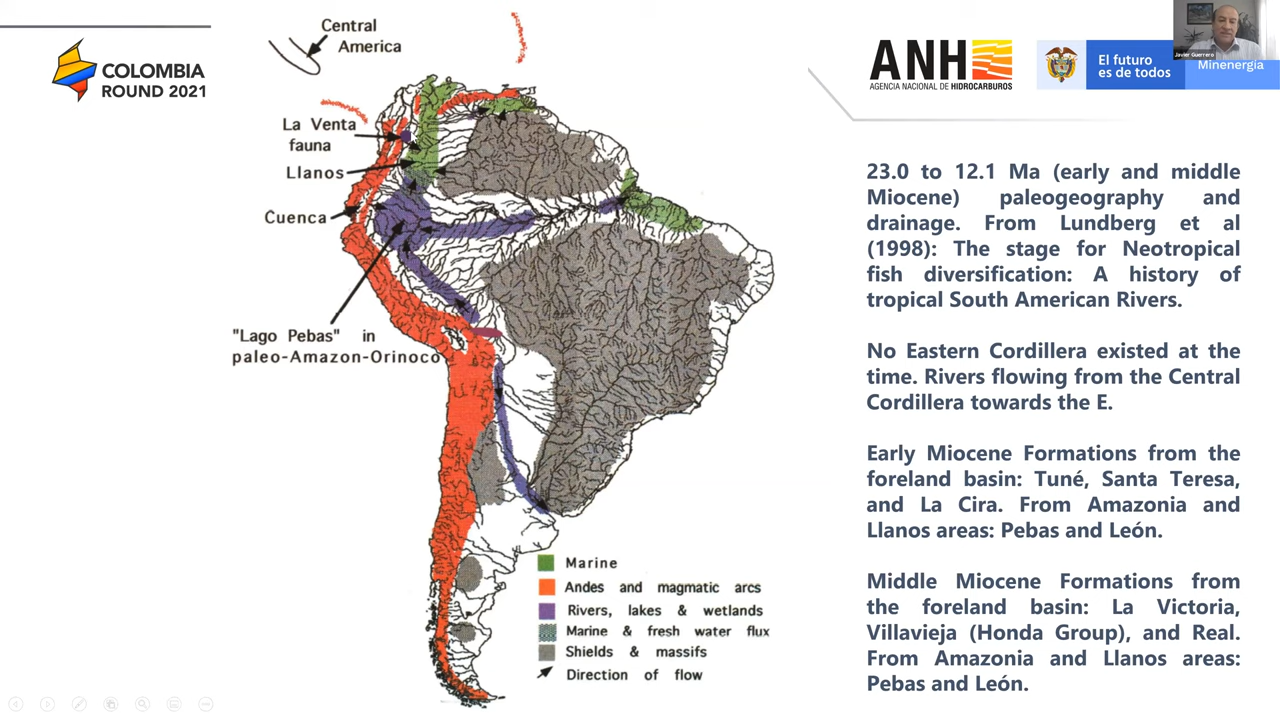 COLOMBIA
ROUND 2021
Central
America
La Venta
fauna
Llanos
Cuenca
"Lago Pebas" in
paleo-Amazon-Orinoco
Marine
Andes and magmatic arcs
Rivers, lakes & wetlands
Marine & fresh water flux
Shields & massifs
Direction of flow
ANH
AGENCIA NACIONAL DE HIDROCARBUROS
El futuro
es de todos
Minenergía
Javier Guerrero
23.0 to 12.1 Ma (early and middle
Miocene) paleogeography and
drainage. From Lundberg et al
(1998): The stage for Neotropical
fish diversification: A history of
tropical South American Rivers.
No Eastern Cordillera existed at the
time. Rivers flowing from the Central
Cordillera towards the E.
Early Miocene Formations from the
foreland basin: Tuné, Santa Teresa,
and La Cira. From Amazonia and
Llanos areas: Pebas and León.
Middle Miocene Formations from
the foreland basin: La Victoria,
Villavieja (Honda Group), and Real.
From Amazonia and Llanos areas:
Pebas and León.